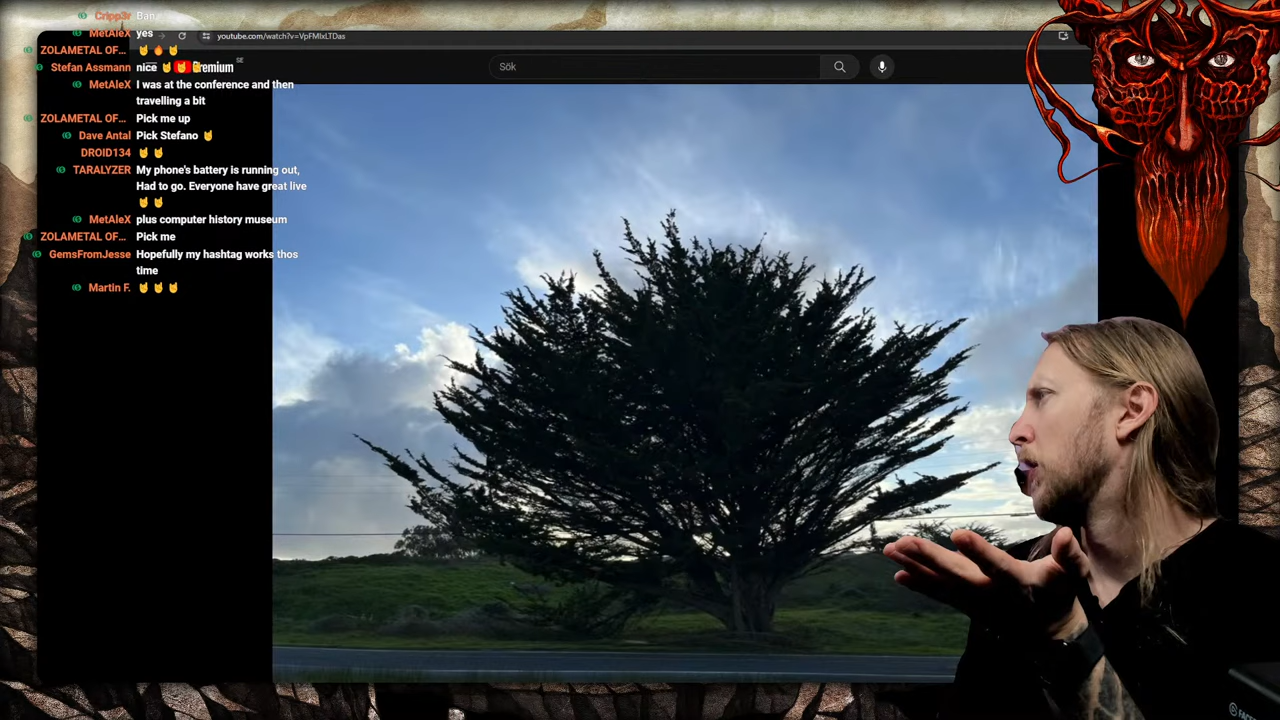 Cripp3r Ban,
MetAleX yes
youtube.com/watch?v=VpFMlxLTDas
ZOLAMETAL OF... 🤘 🔥 🤘
Stefan Assmann nice 🤘 🤘 Premium SE
Sök
MetAleX I was at the conference and then
travelling a bit
ZOLAMETAL OF... Pick me up
Dave Antal Pick Stefano 🤘
DROID134 🤘 🤘
TARALYZER My phone's battery is running out,
Had to go. Everyone have great live
🤘 🤘
MetAleX plus computer history museum
ZOLAMETAL OF... Pick me
GemsFromJesse Hopefully my hashtag works thos
time
Martin F. 🤘 🤘 🤘